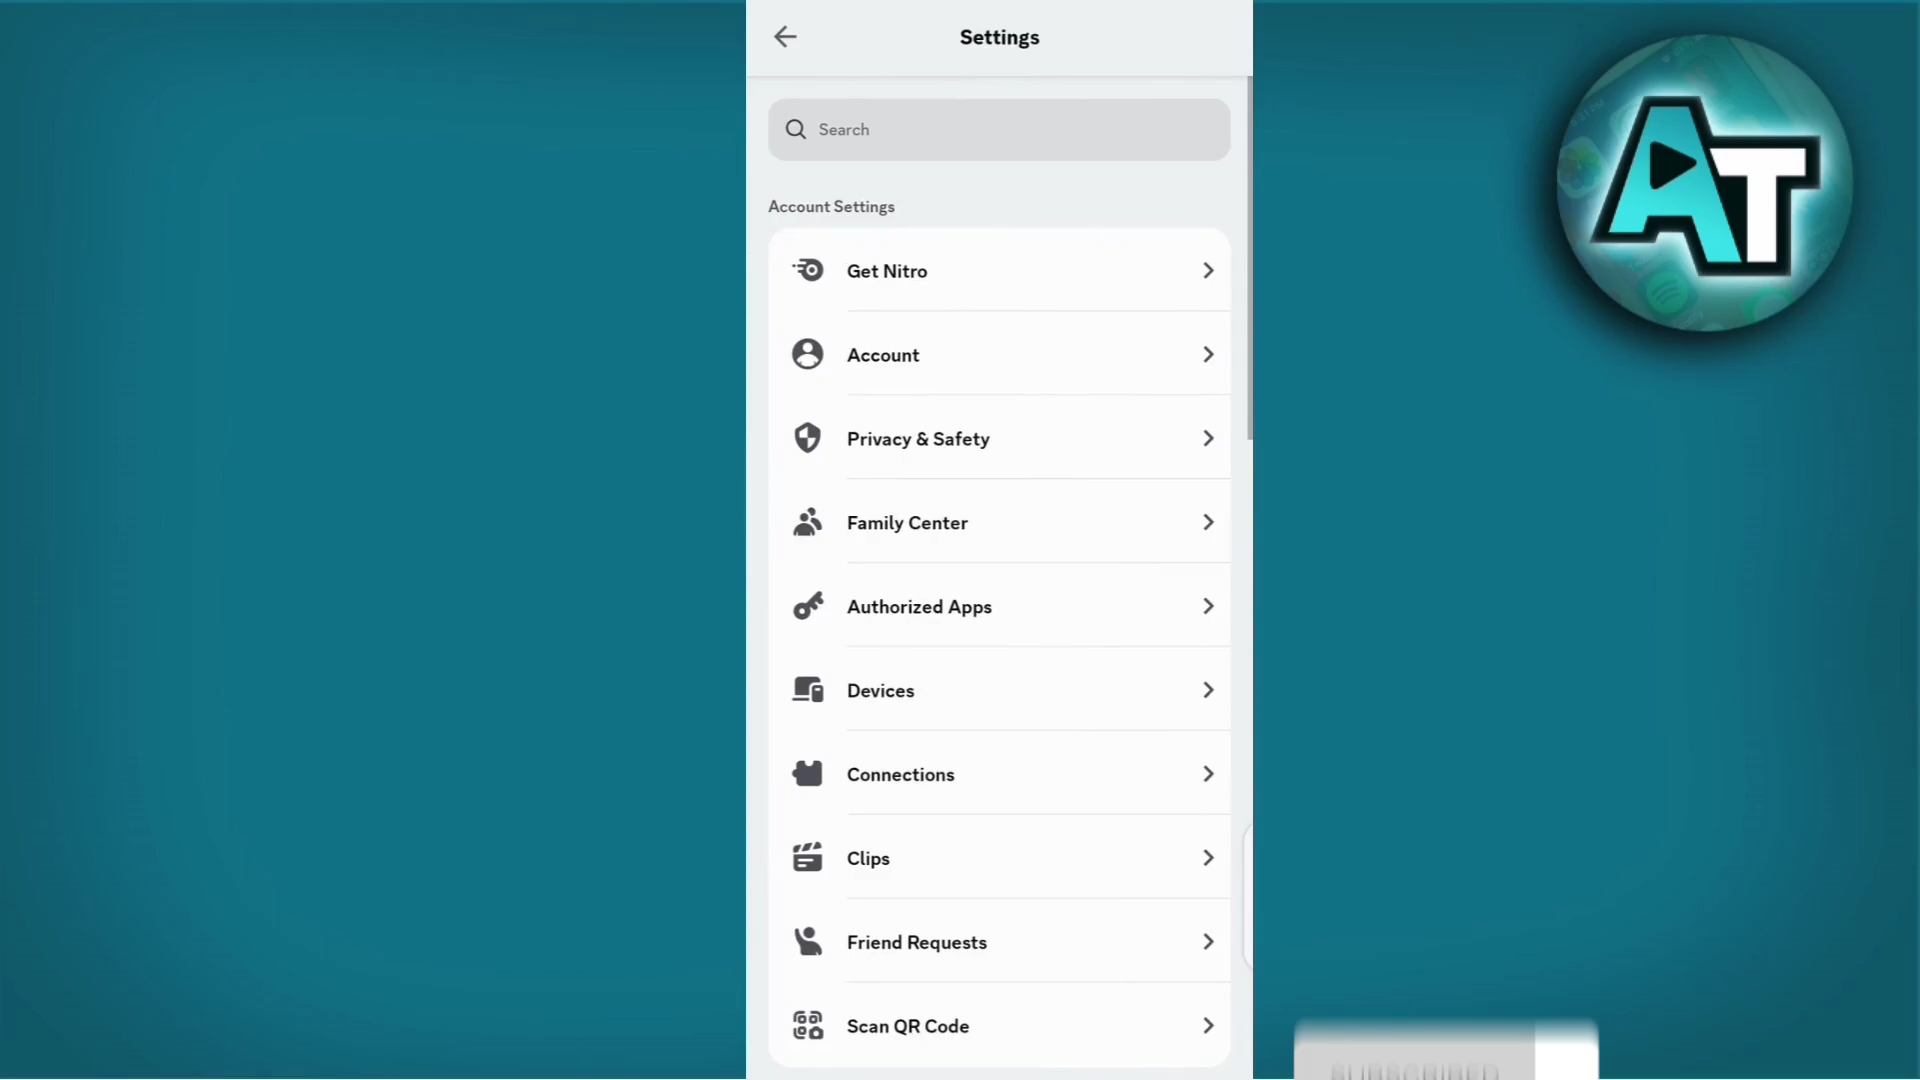 Settings
Search
Account Settings
Get Nitro
Account
Privacy & Safety
Family Center
Authorized Apps
Devices
Connections
Clips
Friend Requests
Scan QR Code
AT